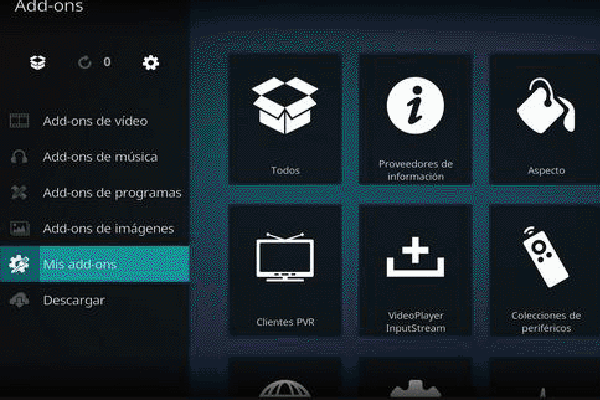 Add-ons
0
Add-ons de vídeo
Add-ons de música
Add-ons de programas
Add-ons de imágenes
Mis add-ons
Descargar
Todos
Proveedores de
información
Aspecto
Clientes PVR
VideoPlayer
InputStream
Colecciones de
periféricos